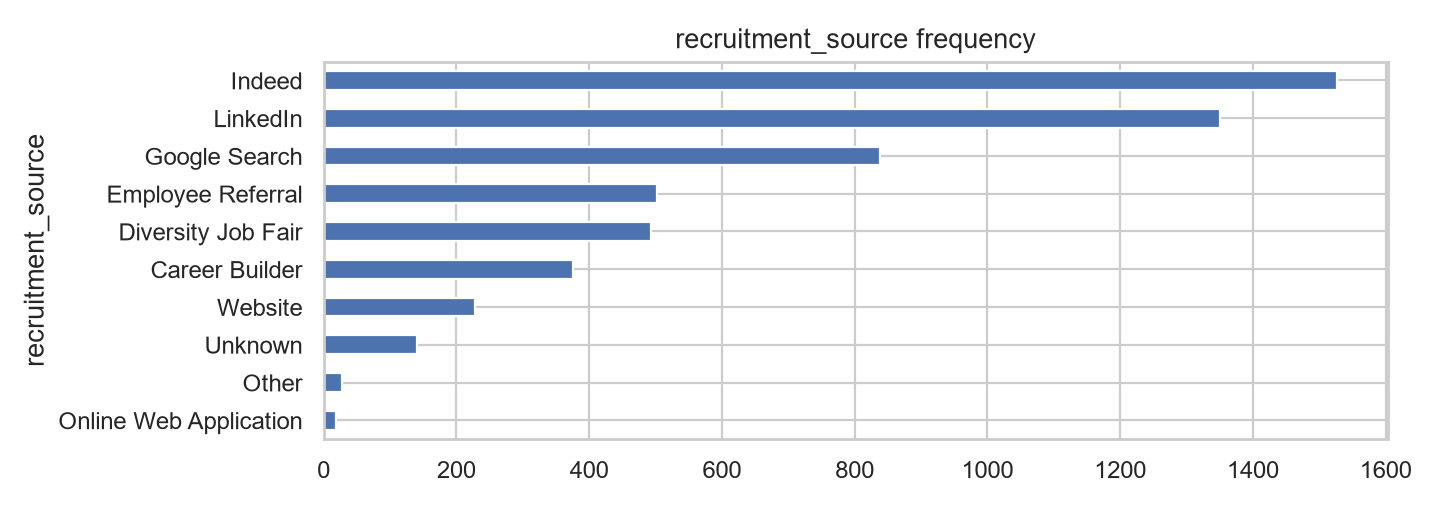 recruitment_source frequency
recruitment_source
Indeed
LinkedIn
Google Search
Employee Referral
Diversity Job Fair
Career Builder
Website
Unknown
Other
Online Web Application
0 200 400 600 800 1000 1200 1400 1600